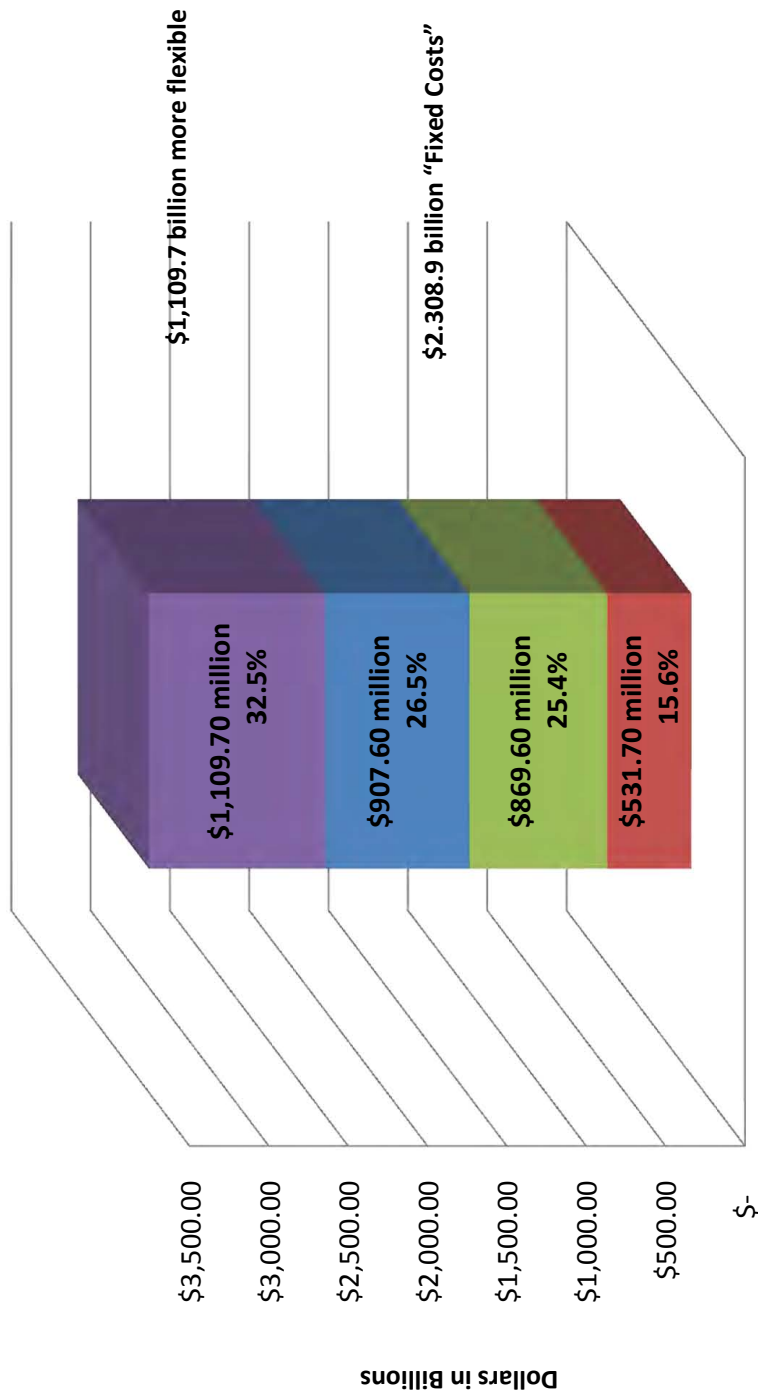 Dollars in Billions
$3,500.00
$3,000.00
$2,500.00
$2,000.00
$1,500.00
$1,000.00
$500.00
$-
$1,109.70 million
32.5%
$907.60 million
26.5%
$869.60 million
25.4%
$531.70 million
15.6%
$1,109.7 billion more flexible
$2.308.9 billion “Fixed Costs”